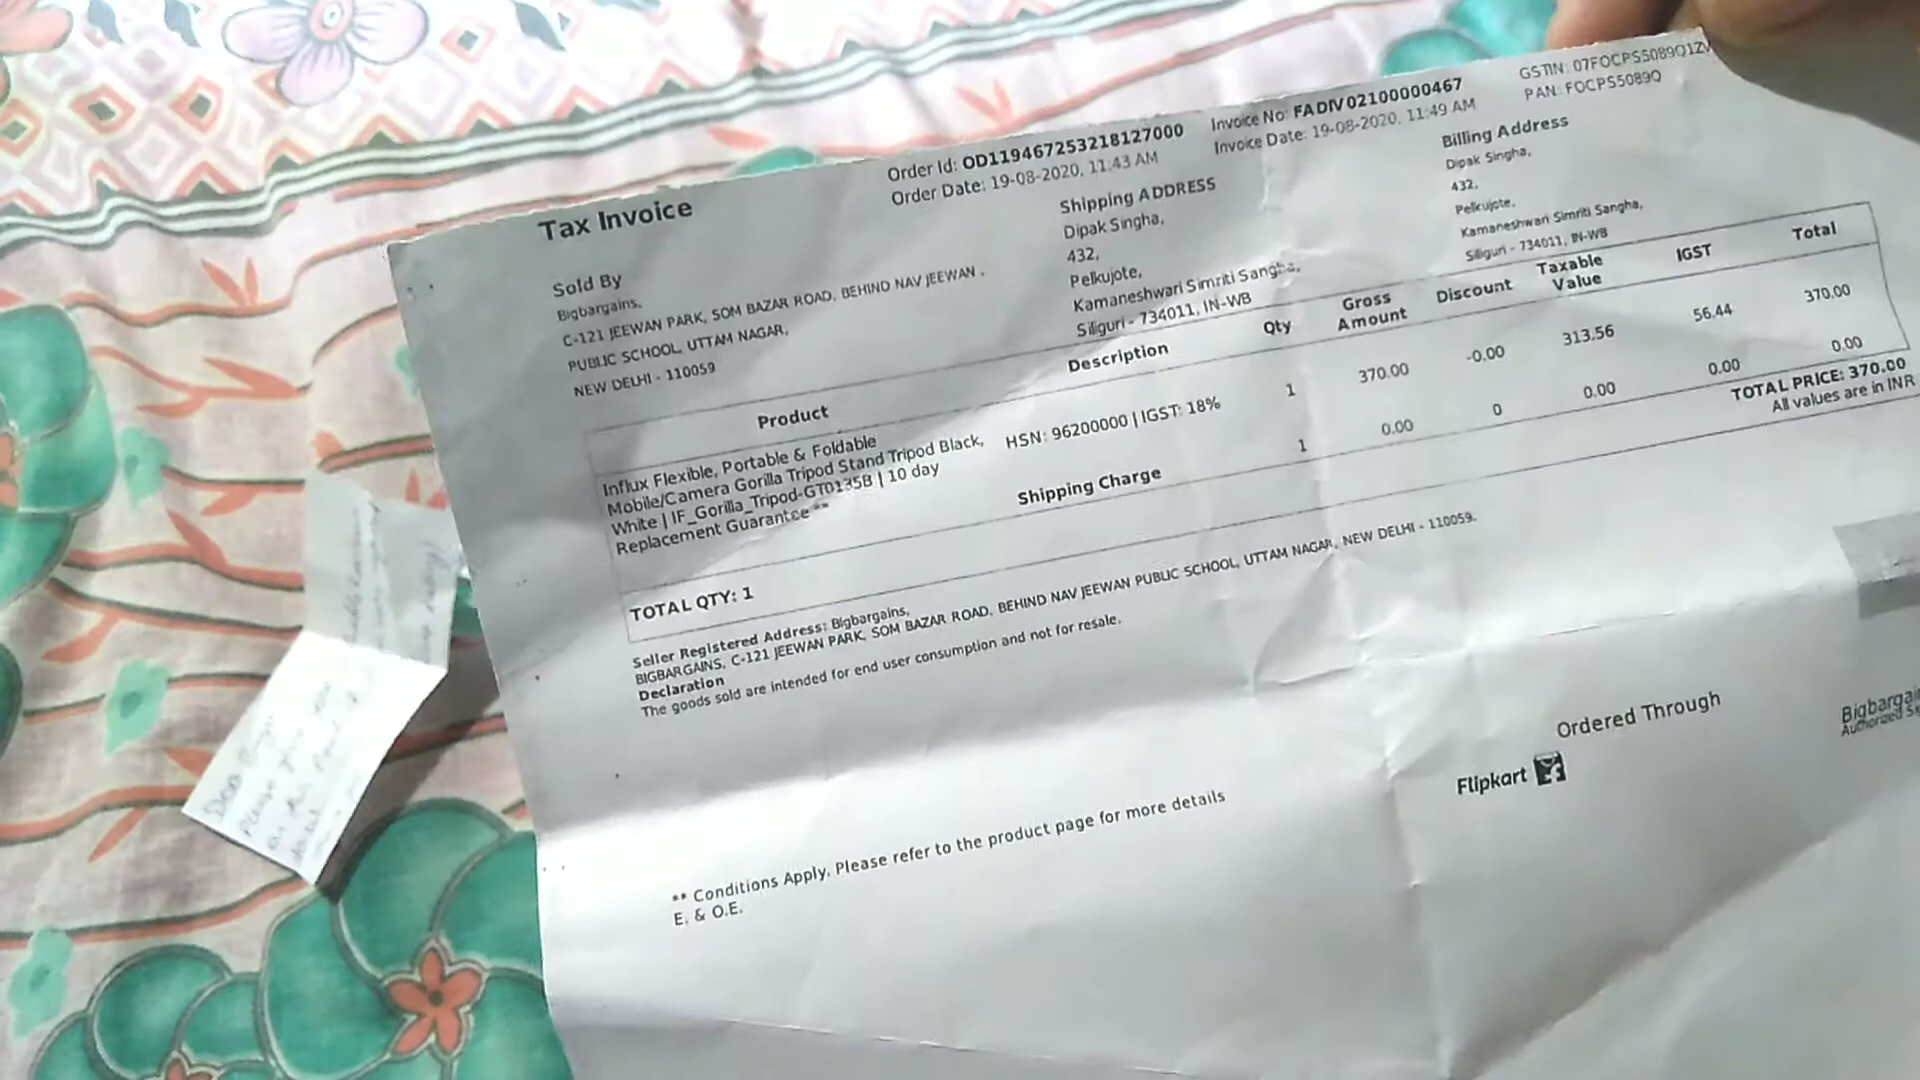 Tax Invoice
Order Id: OD119467253218127000
Order Date: 19-08-2020, 11:43 AM
Invoice No: FADIV02100000467
Invoice Date: 19-08-2020, 11:49 AM
GSTIN: 07FOCPS5089Q1ZV
PAN: FOCPS5089Q
Sold By
Bigbargains,
C-121 JEEWAN PARK, SOM BAZAR ROAD, BEHIND NAV JEEWAN ,
PUBLIC SCHOOL, UTTAM NAGAR,
NEW DELHI - 110059
Shipping ADDRESS
Dipak Singha,
432,
Pelkujote,
Kamaneshwari Simriti Sangha,
Siliguri - 734011, IN-WB
Billing Address
Dipak Singha,
432,
Pelkujote,
Kamaneshwari Simriti Sangha,
Siliguri - 734011, IN-WB
Product Description Qty Gross Amount Discount Taxable Value IGST Total
Influx Flexible, Portable & Foldable
Mobile/Camera Gorilla Tripod Stand Tripod Black,
White | IF_Gorilla_Tripod-GT0135B | 10 day
Replacement Guarantee **
HSN: 96200000 | IGST: 18% 1 370.00 -0.00 313.56 56.44 370.00
Shipping Charge 1 0.00 0 0.00 0.00 0.00
TOTAL QTY: 1
TOTAL PRICE: 370.00
All values are in INR
Seller Registered Address: Bigbargains,
BIGBARGAINS, C-121 JEEWAN PARK, SOM BAZAR ROAD, BEHIND NAV JEEWAN PUBLIC SCHOOL, UTTAM NAGAR, NEW DELHI - 110059.
Declaration
The goods sold are intended for end user consumption and not for resale.
Ordered Through
Flipkart
** Conditions Apply. Please refer to the product page for more details
E. & O.E.